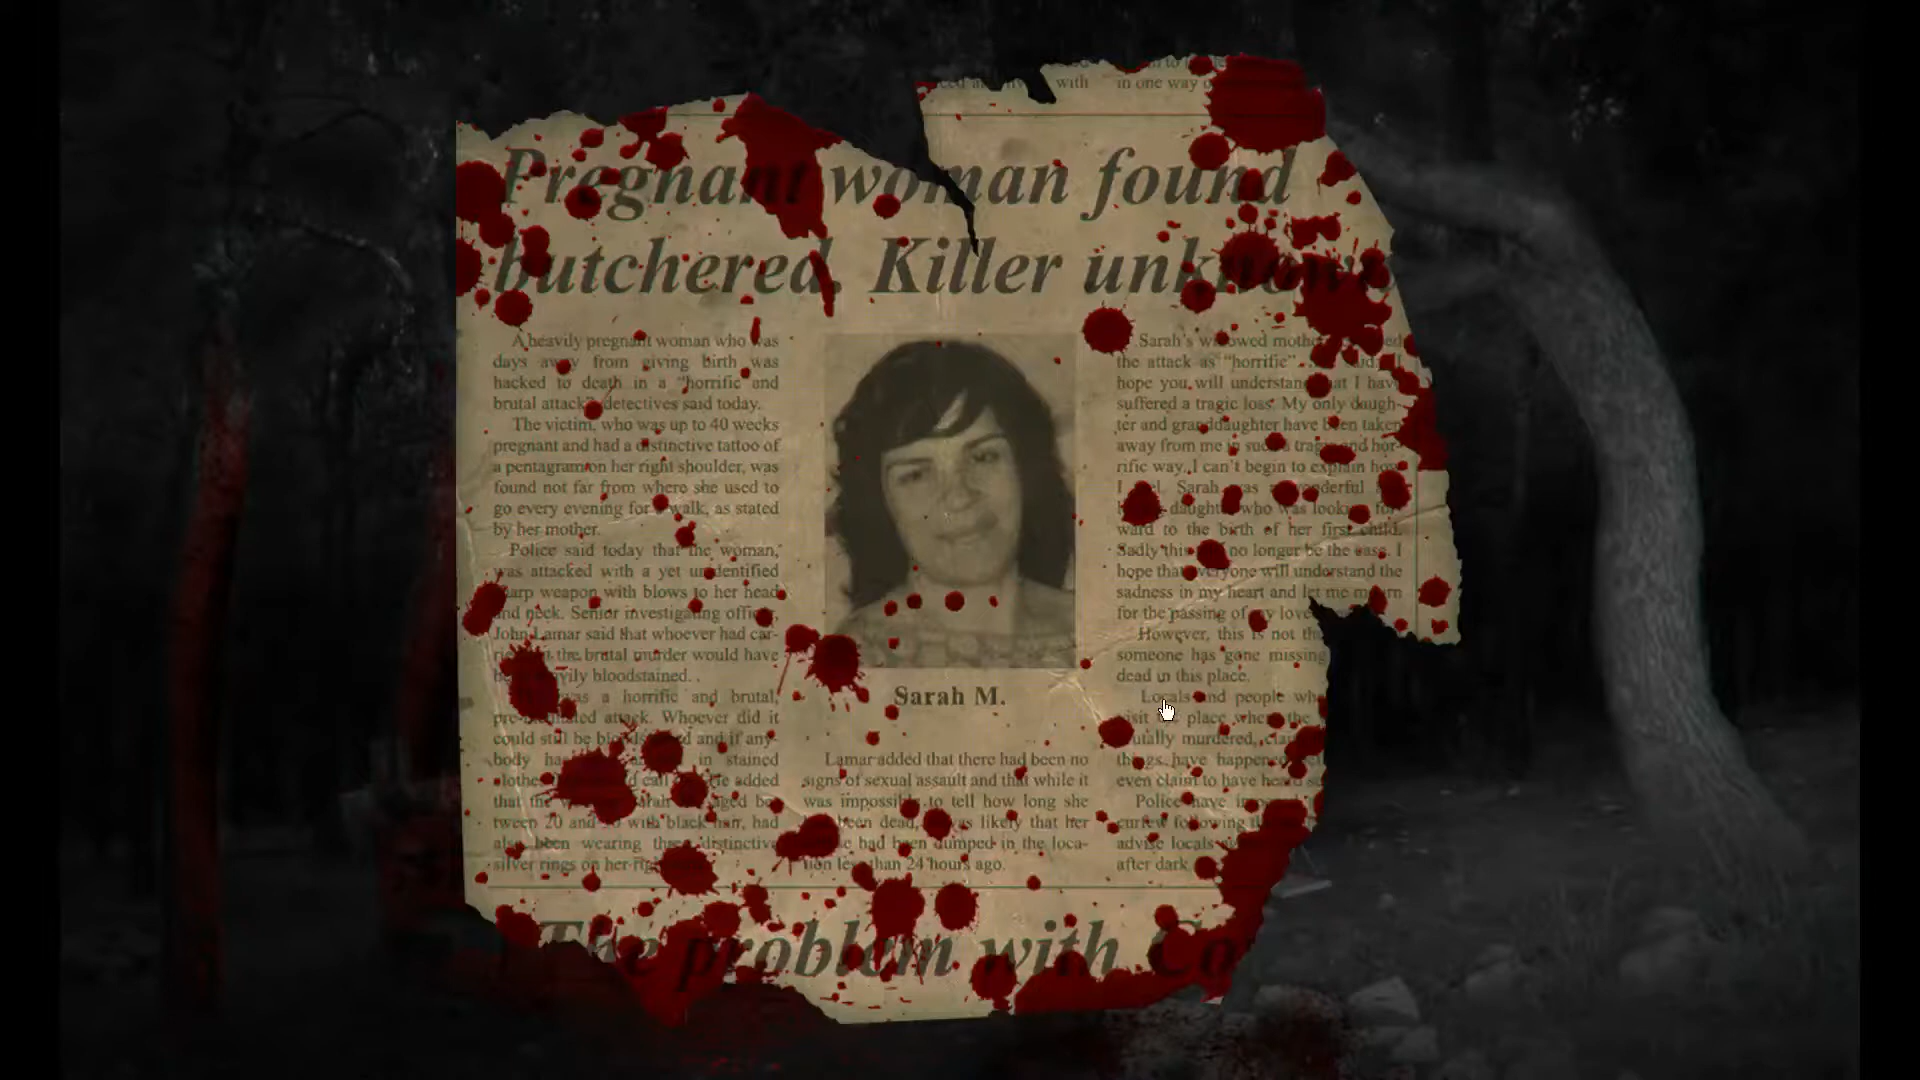 with
in one way
Pregnant woman found
butchered. Killer unknown
A heavily pregnant woman who was
days away from giving birth was
hacked to death in a "horrific and
brutal attack" detectives said today.
The victim, who was up to 40 weeks
pregnant and had a distinctive tattoo of
a pentagram on her right shoulder, was
found not far from where she used to
go every evening for a walk, as stated
by her mother.
Police said today that the woman,
was attacked with a yet unidentified
sharp weapon with blows to her head
and neck. Senior investigating officer,
John Lamar said that whoever had car-
ried out the brutal murder would have
heavily bloodstained.
was a horrific and brutal,
attack. Whoever did it
could still be and if any-
body in stained
clothes call He added
that the Sarah aged be-
tween 20 and with black hair, had
also been wearing three distinctive
silver rings on her
Sarah M.
Lamar added that there had been no
signs of sexual assault and that while it
was impossible to tell how long she
been dead, was likely that her
had been dumped in the loca-
tion less than 24 hours ago.
Sarah's widowed mother
the attack as "horrific" I
hope you will understand that I have
suffered a tragic loss. My only daugh-
ter and granddaughter have been taken
away from me in such a tragic and hor-
rific way. I can't begin to explain how
I feel. Sarah was wonderful
daughter who was looking for-
ward to the birth of her first child.
Sadly this no longer be the case. I
hope that everyone will understand the
sadness in my heart and let me mourn
for the passing of my
However, this is not
someone has gone missing
dead in this place.
Locals and people
visit place where the
brutally murdered,
things have happened
even claim to have heard
Police have
curfew following
advise locals
after dark
The problem with